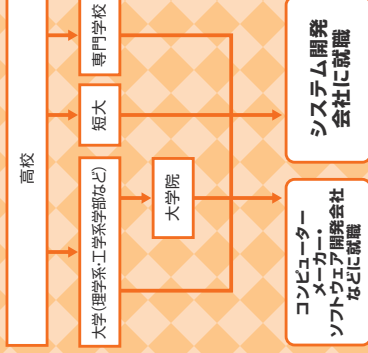 高校
大学(理学系・工学系学部など)
短大
専門学校
大学院
コンピューター
メーカー・
ソフトウェア開発会社
などに就職
システム開発
会社に就職